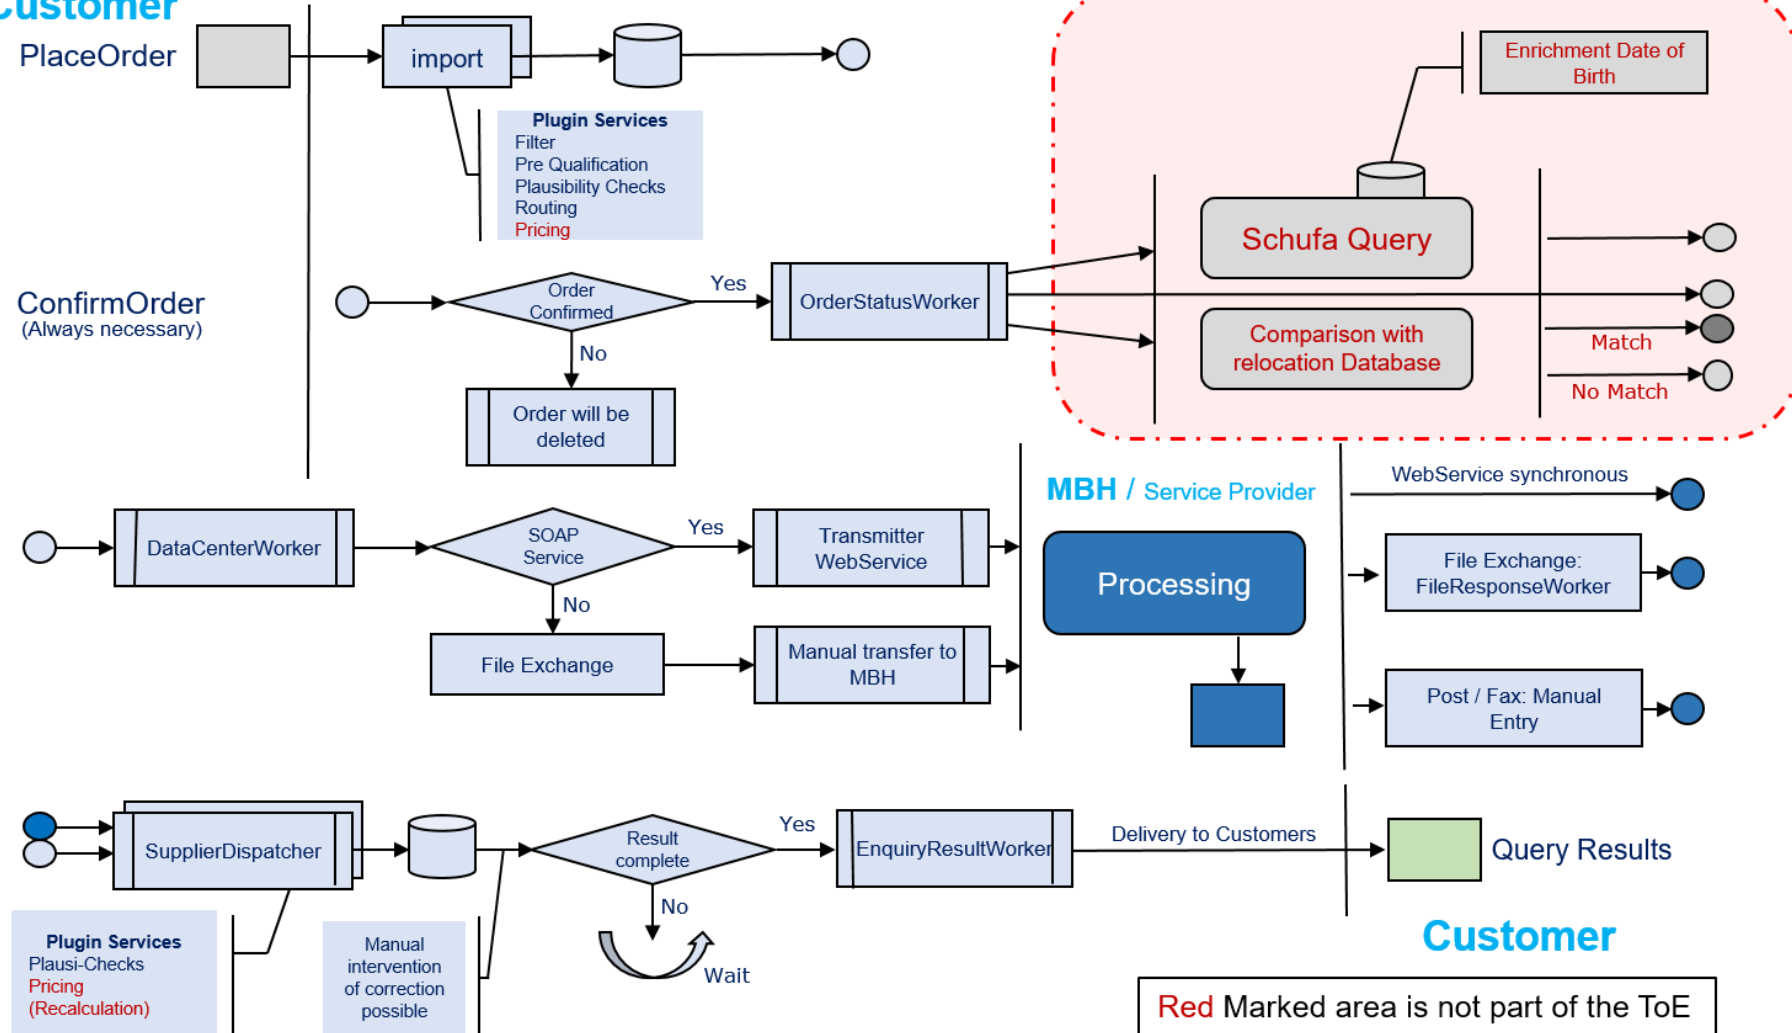 Customer
PlaceOrder
import
Enrichment Date of
Birth
Plugin Services
Filter
Pre Qualification
Plausibility Checks
Routing
Pricing
Schufa Query
ConfirmOrder
(Always necessary)
Order
Confirmed
Yes
OrderStatusWorker
No
Order will be
deleted
Comparison with
relocation Database
Match
No Match
DataCenterWorker
SOAP
Service
Yes
Transmitter
WebService
No
File Exchange
Manual transfer to
MBH
MBH / Service Provider
Processing
WebService synchronous
File Exchange:
FileResponseWorker
Post / Fax: Manual
Entry
SupplierDispatcher
Result
complete
Yes
EnquiryResultWorker
Delivery to Customers
Query Results
No
Wait
Plugin Services
Plausi-Checks
Pricing
(Recalculation)
Manual
intervention
of correction
possible
Customer
Red Marked area is not part of the ToE